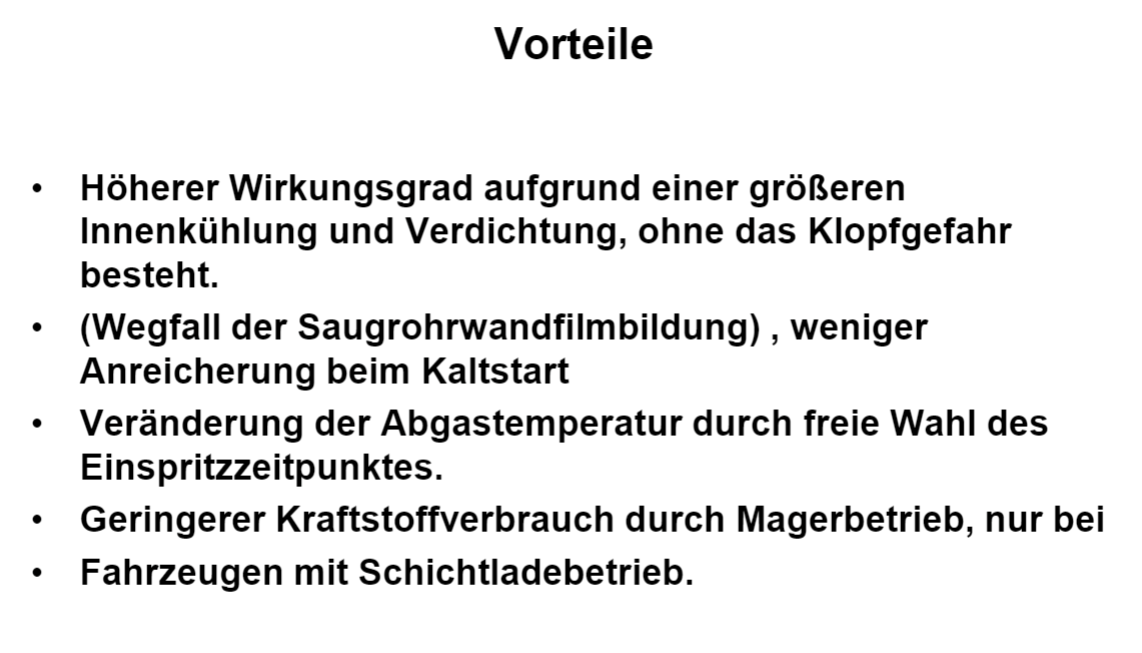 Vorteile
• Höherer Wirkungsgrad aufgrund einer größeren
Innenkühlung und Verdichtung, ohne das Klopfgefahr
besteht.
• (Wegfall der Saugrohrwandfilmbildung) , weniger
Anreicherung beim Kaltstart
• Veränderung der Abgastemperatur durch freie Wahl des
Einspritzzeitpunktes.
• Geringerer Kraftstoffverbrauch durch Magerbetrieb, nur bei
• Fahrzeugen mit Schichtladebetrieb.